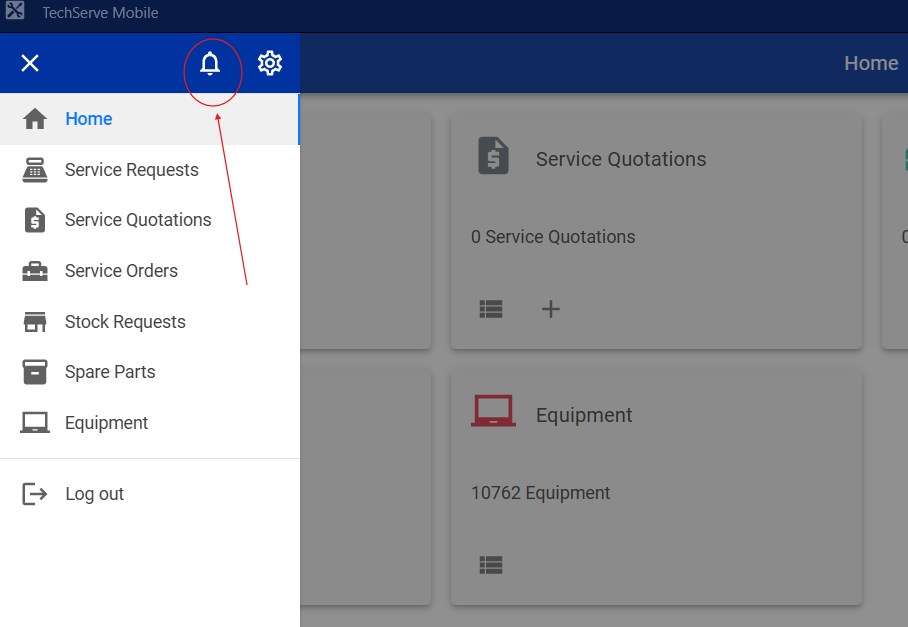 TechServe Mobile
Home
Home
Service Requests
Service Quotations
Service Orders
Stock Requests
Spare Parts
Equipment
Log out
Service Quotations
0 Service Quotations
Equipment
10762 Equipment